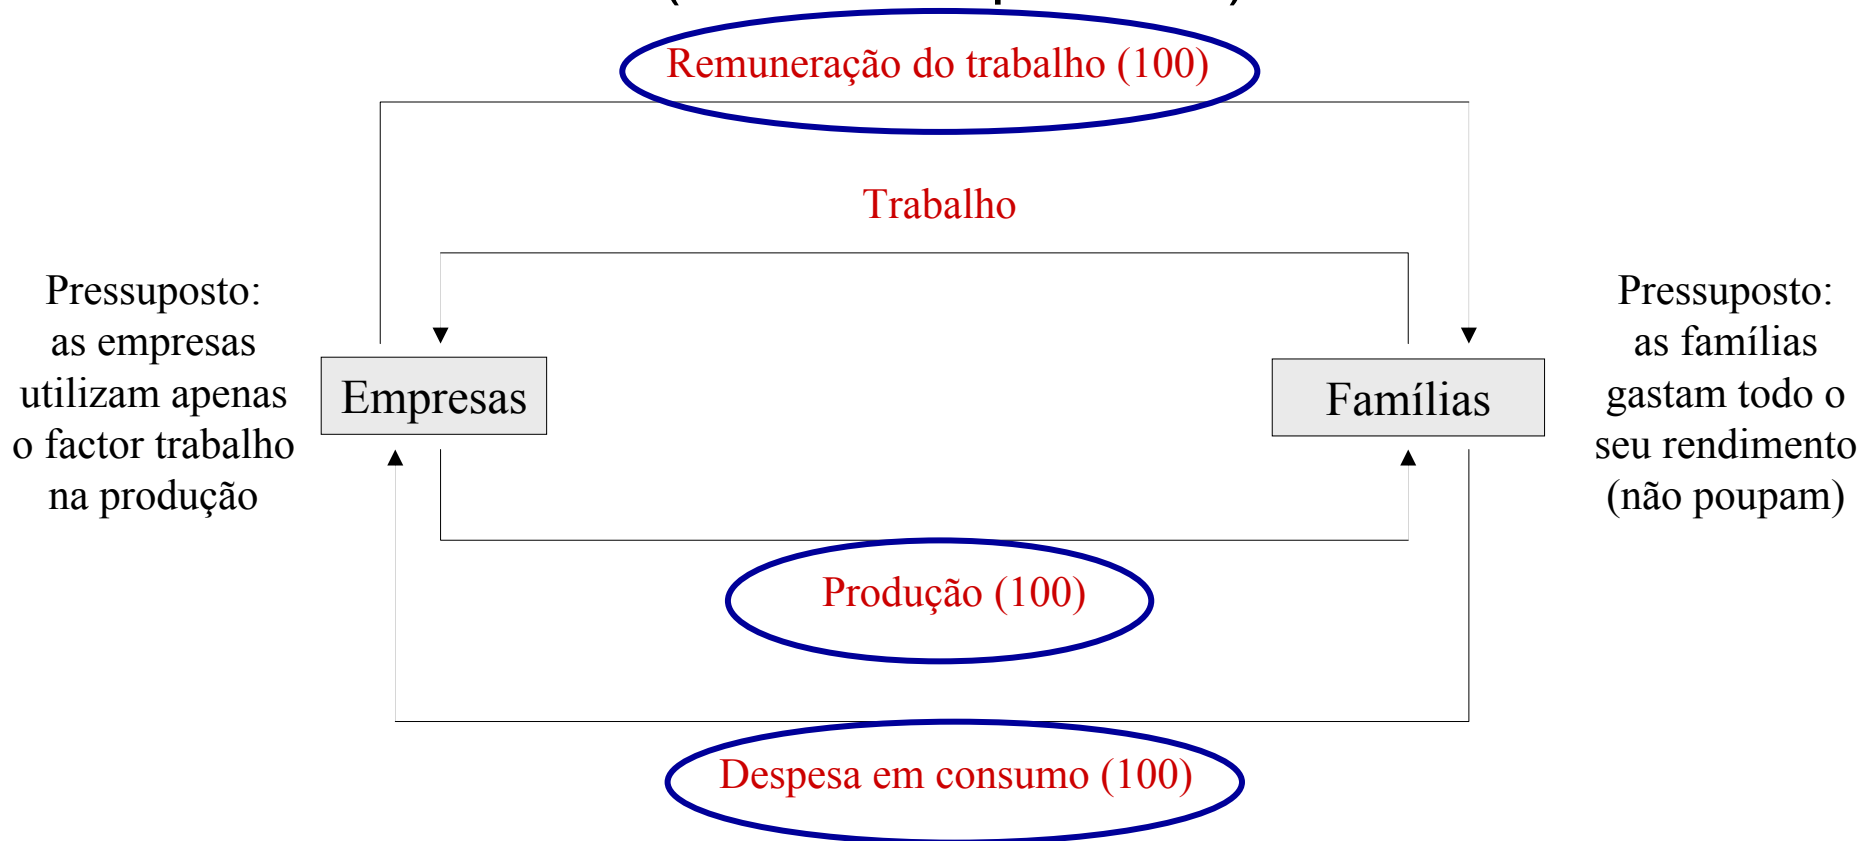 Remuneração do trabalho (100)
Trabalho
Pressuposto:
as empresas
utilizam apenas
o factor trabalho
na produção
Empresas
Famílias
Pressuposto:
as famílias
gastam todo o
seu rendimento
(não poupam)
Produção (100)
Despesa em consumo (100)